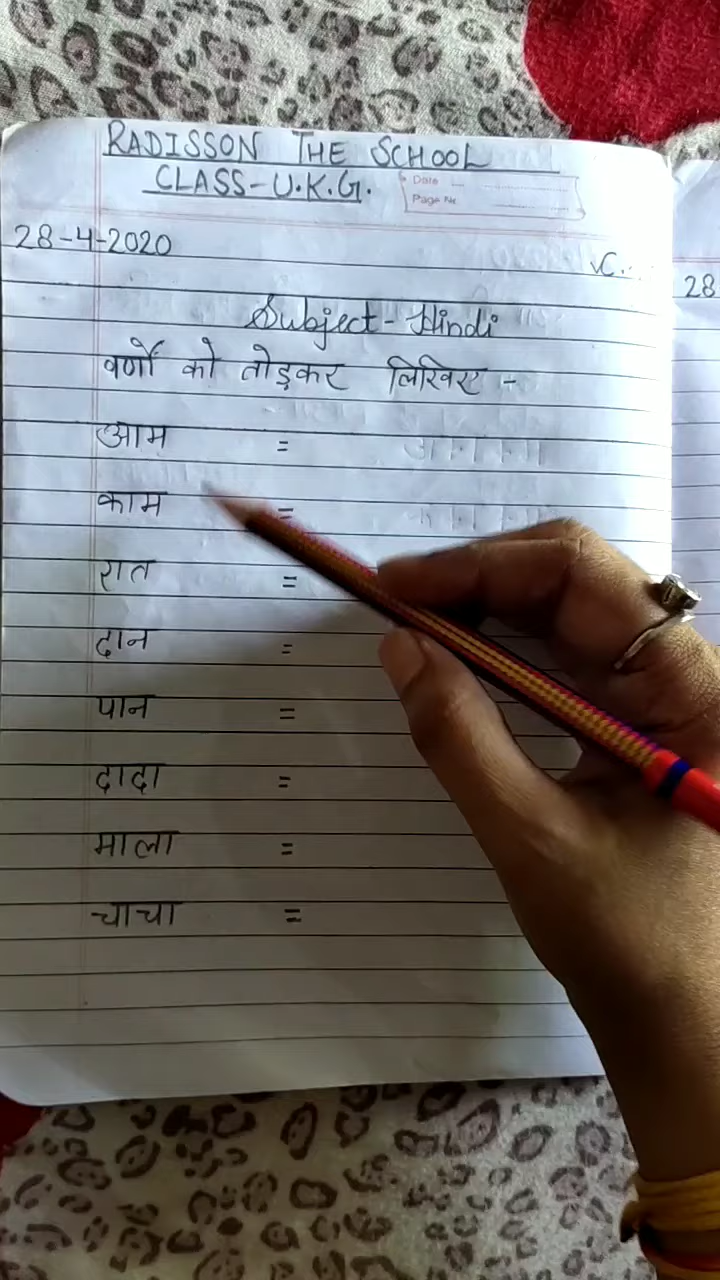 RADISSON THE SCHOOL
CLASS-U.K.G.
Date
Page No.
28-4-2020
28
Subject-Hindi
वर्णों को तोड़कर लिखिए -
आम =
काम =
रात =
दान =
पान =
दादा =
माला =
चाचा =